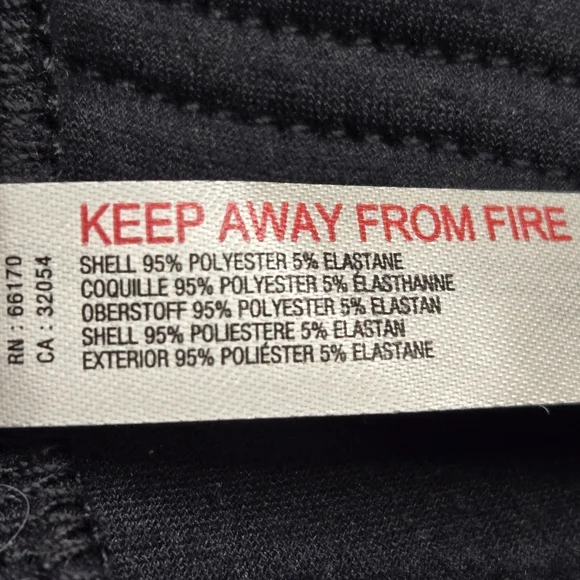 KEEP AWAY FROM FIRE
SHELL 95% POLYESTER 5% ELASTANE
COQUILLE 95% POLYESTER 5% ÉLASTHANNE
OBERSTOFF 95% POLYESTER 5% ELASTAN
SHELL 95% POLIESTERE 5% ELASTAN
EXTERIOR 95% POLIÉSTER 5% ELASTANE
RN : 66170
CA : 32054